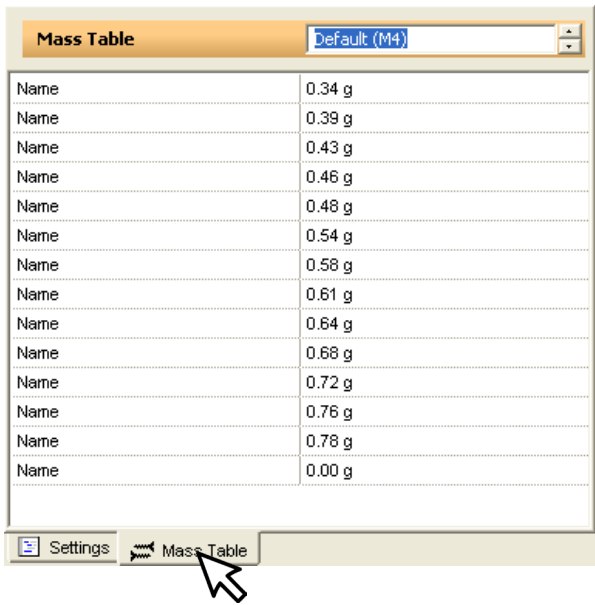 Mass Table Default (M4)
Name 0.34 g
Name 0.39 g
Name 0.43 g
Name 0.46 g
Name 0.48 g
Name 0.54 g
Name 0.58 g
Name 0.61 g
Name 0.64 g
Name 0.68 g
Name 0.72 g
Name 0.76 g
Name 0.78 g
Name 0.00 g
Settings Mass Table